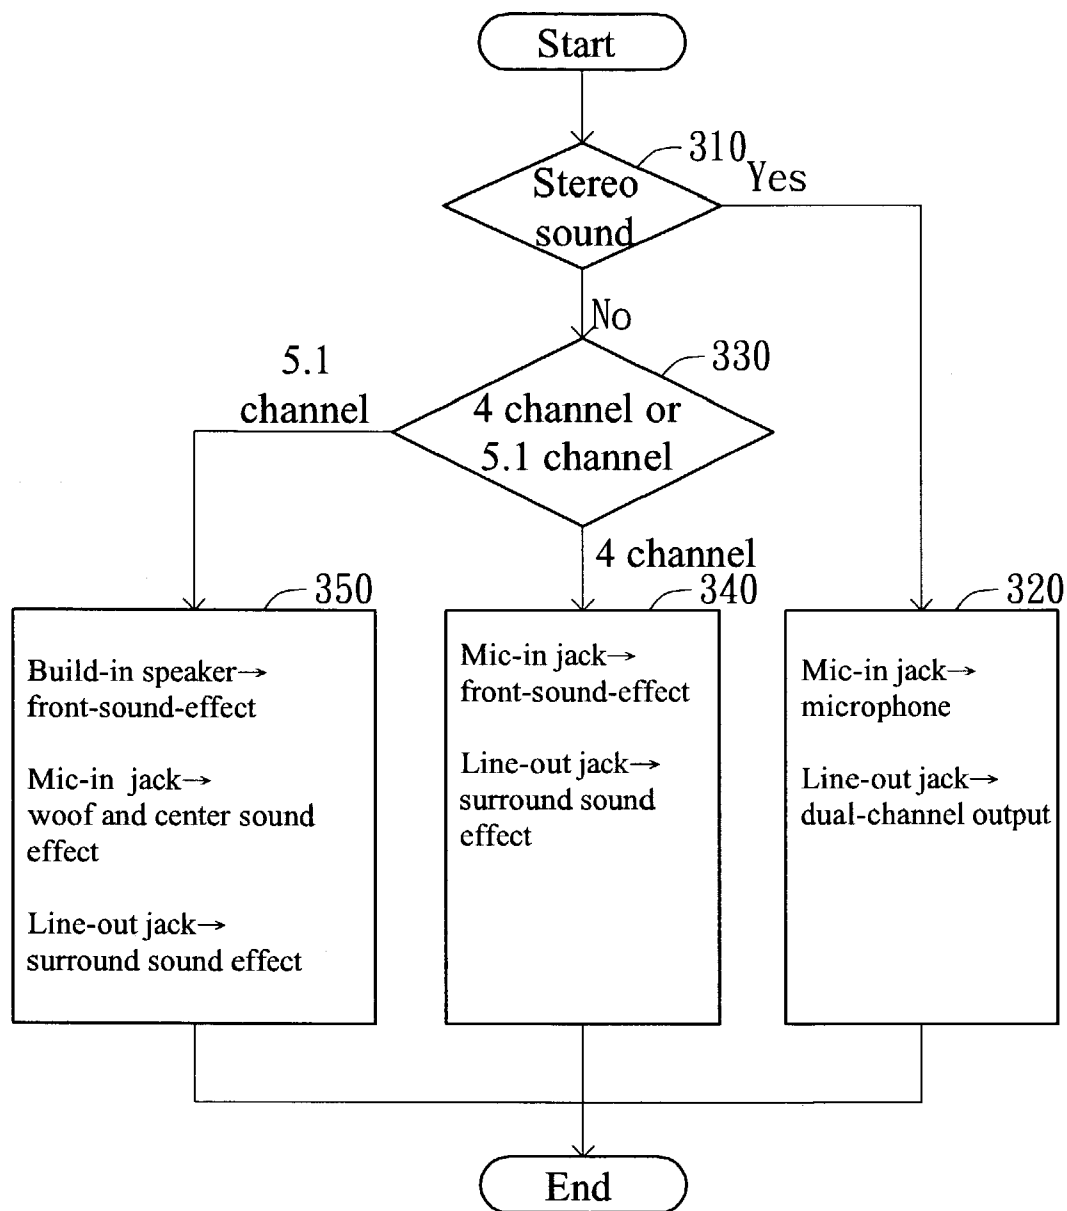 Start
310
Yes
Stereo
sound
No
330
5.1
channel
4 channel or
5.1 channel
4 channel
350
Build-in speaker→
front-sound-effect
Mic-in jack→
woof and center sound
effect
Line-out jack→
surround sound effect
340
Mic-in jack→
front-sound-effect
Line-out jack→
surround sound
effect
320
Mic-in jack→
microphone
Line-out jack→
dual-channel output
End